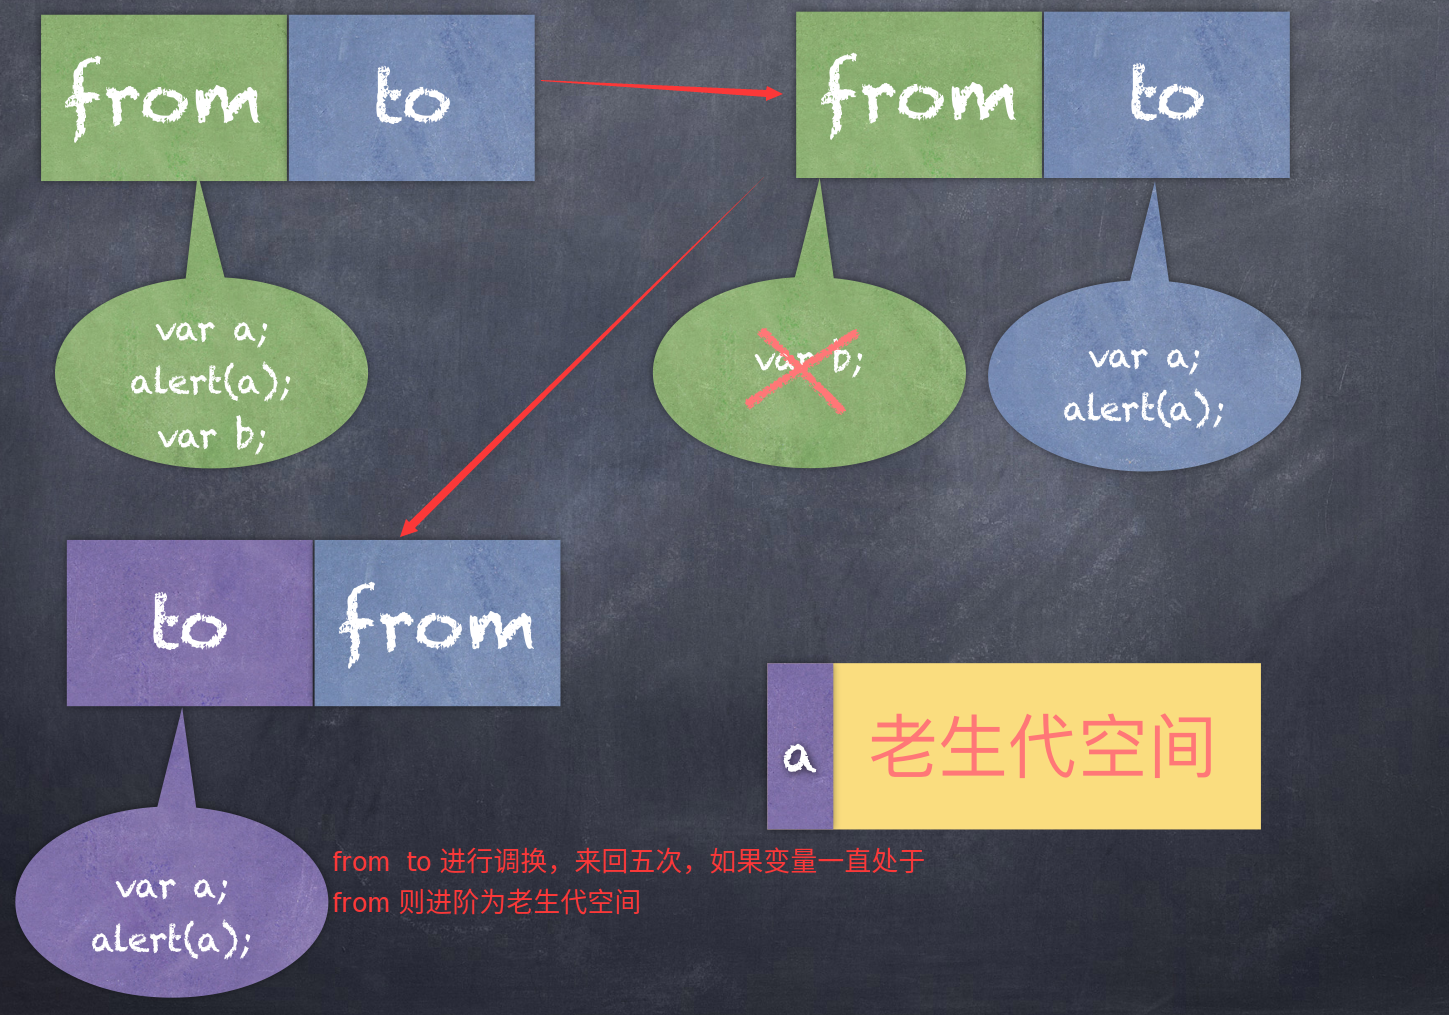 from
to
from
to
var a;
alert(a);
var b;
var b;
var a;
alert(a);
to
from
a
老生代空间
var a;
alert(a);
from to 进行调换，来回五次，如果变量一直处于
from 则进阶为老生代空间